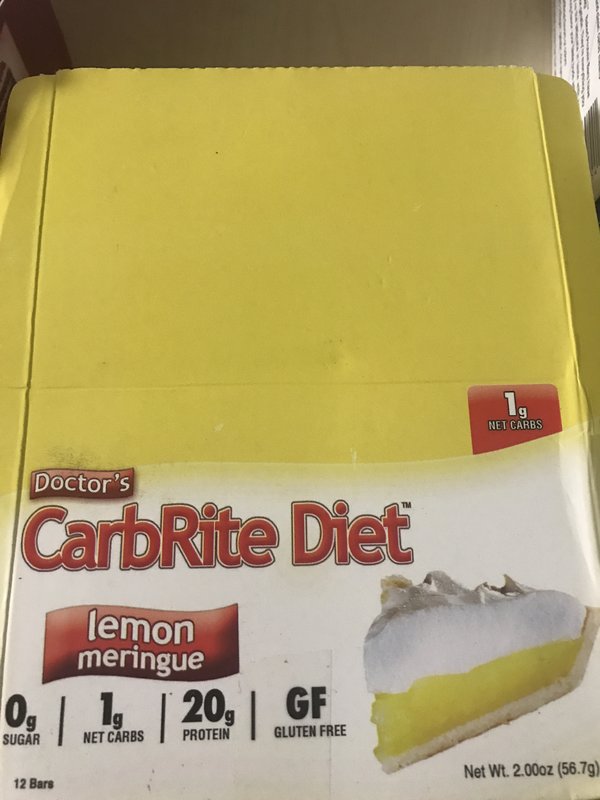 1g
NET CARBS
Doctor's
CarbRite Diet™
lemon
meringue
0g
SUGAR
1g
NET CARBS
20g
PROTEIN
GF
GLUTEN FREE
12 Bars
Net Wt. 2.00oz (56.7g)